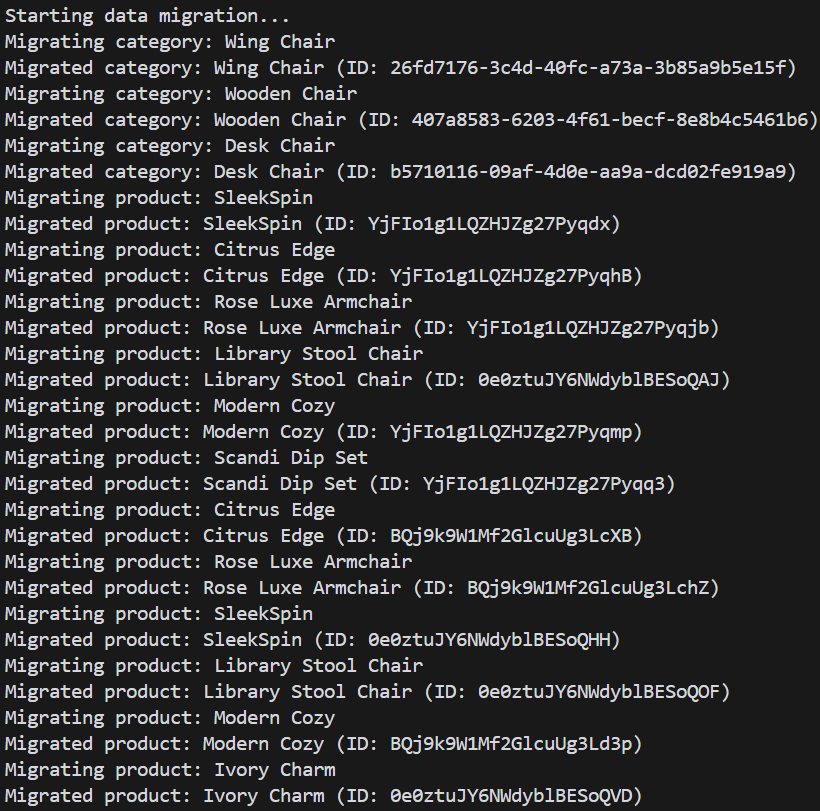 Starting data migration...
Migrating category: Wing Chair
Migrated category: Wing Chair (ID: 26fd7176-3c4d-40fc-a73a-3b85a9b5e15f)
Migrating category: Wooden Chair
Migrated category: Wooden Chair (ID: 407a8583-6203-4f61-becf-8e8b4c5461b6)
Migrating category: Desk Chair
Migrated category: Desk Chair (ID: b5710116-09af-4d0e-aa9a-dcd02fe919a9)
Migrating product: SleekSpin
Migrated product: SleekSpin (ID: YjFIo1g1LQZHJZg27Pyqdx)
Migrating product: Citrus Edge
Migrated product: Citrus Edge (ID: YjFIo1g1LQZHJZg27PyqhB)
Migrating product: Rose Luxe Armchair
Migrated product: Rose Luxe Armchair (ID: YjFIo1g1LQZHJZg27Pyqjb)
Migrating product: Library Stool Chair
Migrated product: Library Stool Chair (ID: 0e0ztuJY6NWdyblBESoQAJ)
Migrating product: Modern Cozy
Migrated product: Modern Cozy (ID: YjFIo1g1LQZHJZg27Pyqmp)
Migrating product: Scandi Dip Set
Migrated product: Scandi Dip Set (ID: YjFIo1g1LQZHJZg27Pyqq3)
Migrating product: Citrus Edge
Migrated product: Citrus Edge (ID: BQj9k9W1Mf2GlcuUg3LcXB)
Migrating product: Rose Luxe Armchair
Migrated product: Rose Luxe Armchair (ID: BQj9k9W1Mf2GlcuUg3LchZ)
Migrating product: SleekSpin
Migrated product: SleekSpin (ID: 0e0ztuJY6NWdyblBESoQHH)
Migrating product: Library Stool Chair
Migrated product: Library Stool Chair (ID: 0e0ztuJY6NWdyblBESoQOF)
Migrating product: Modern Cozy
Migrated product: Modern Cozy (ID: BQj9k9W1Mf2GlcuUg3Ld3p)
Migrating product: Ivory Charm
Migrated product: Ivory Charm (ID: 0e0ztuJY6NWdyblBESoQVD)